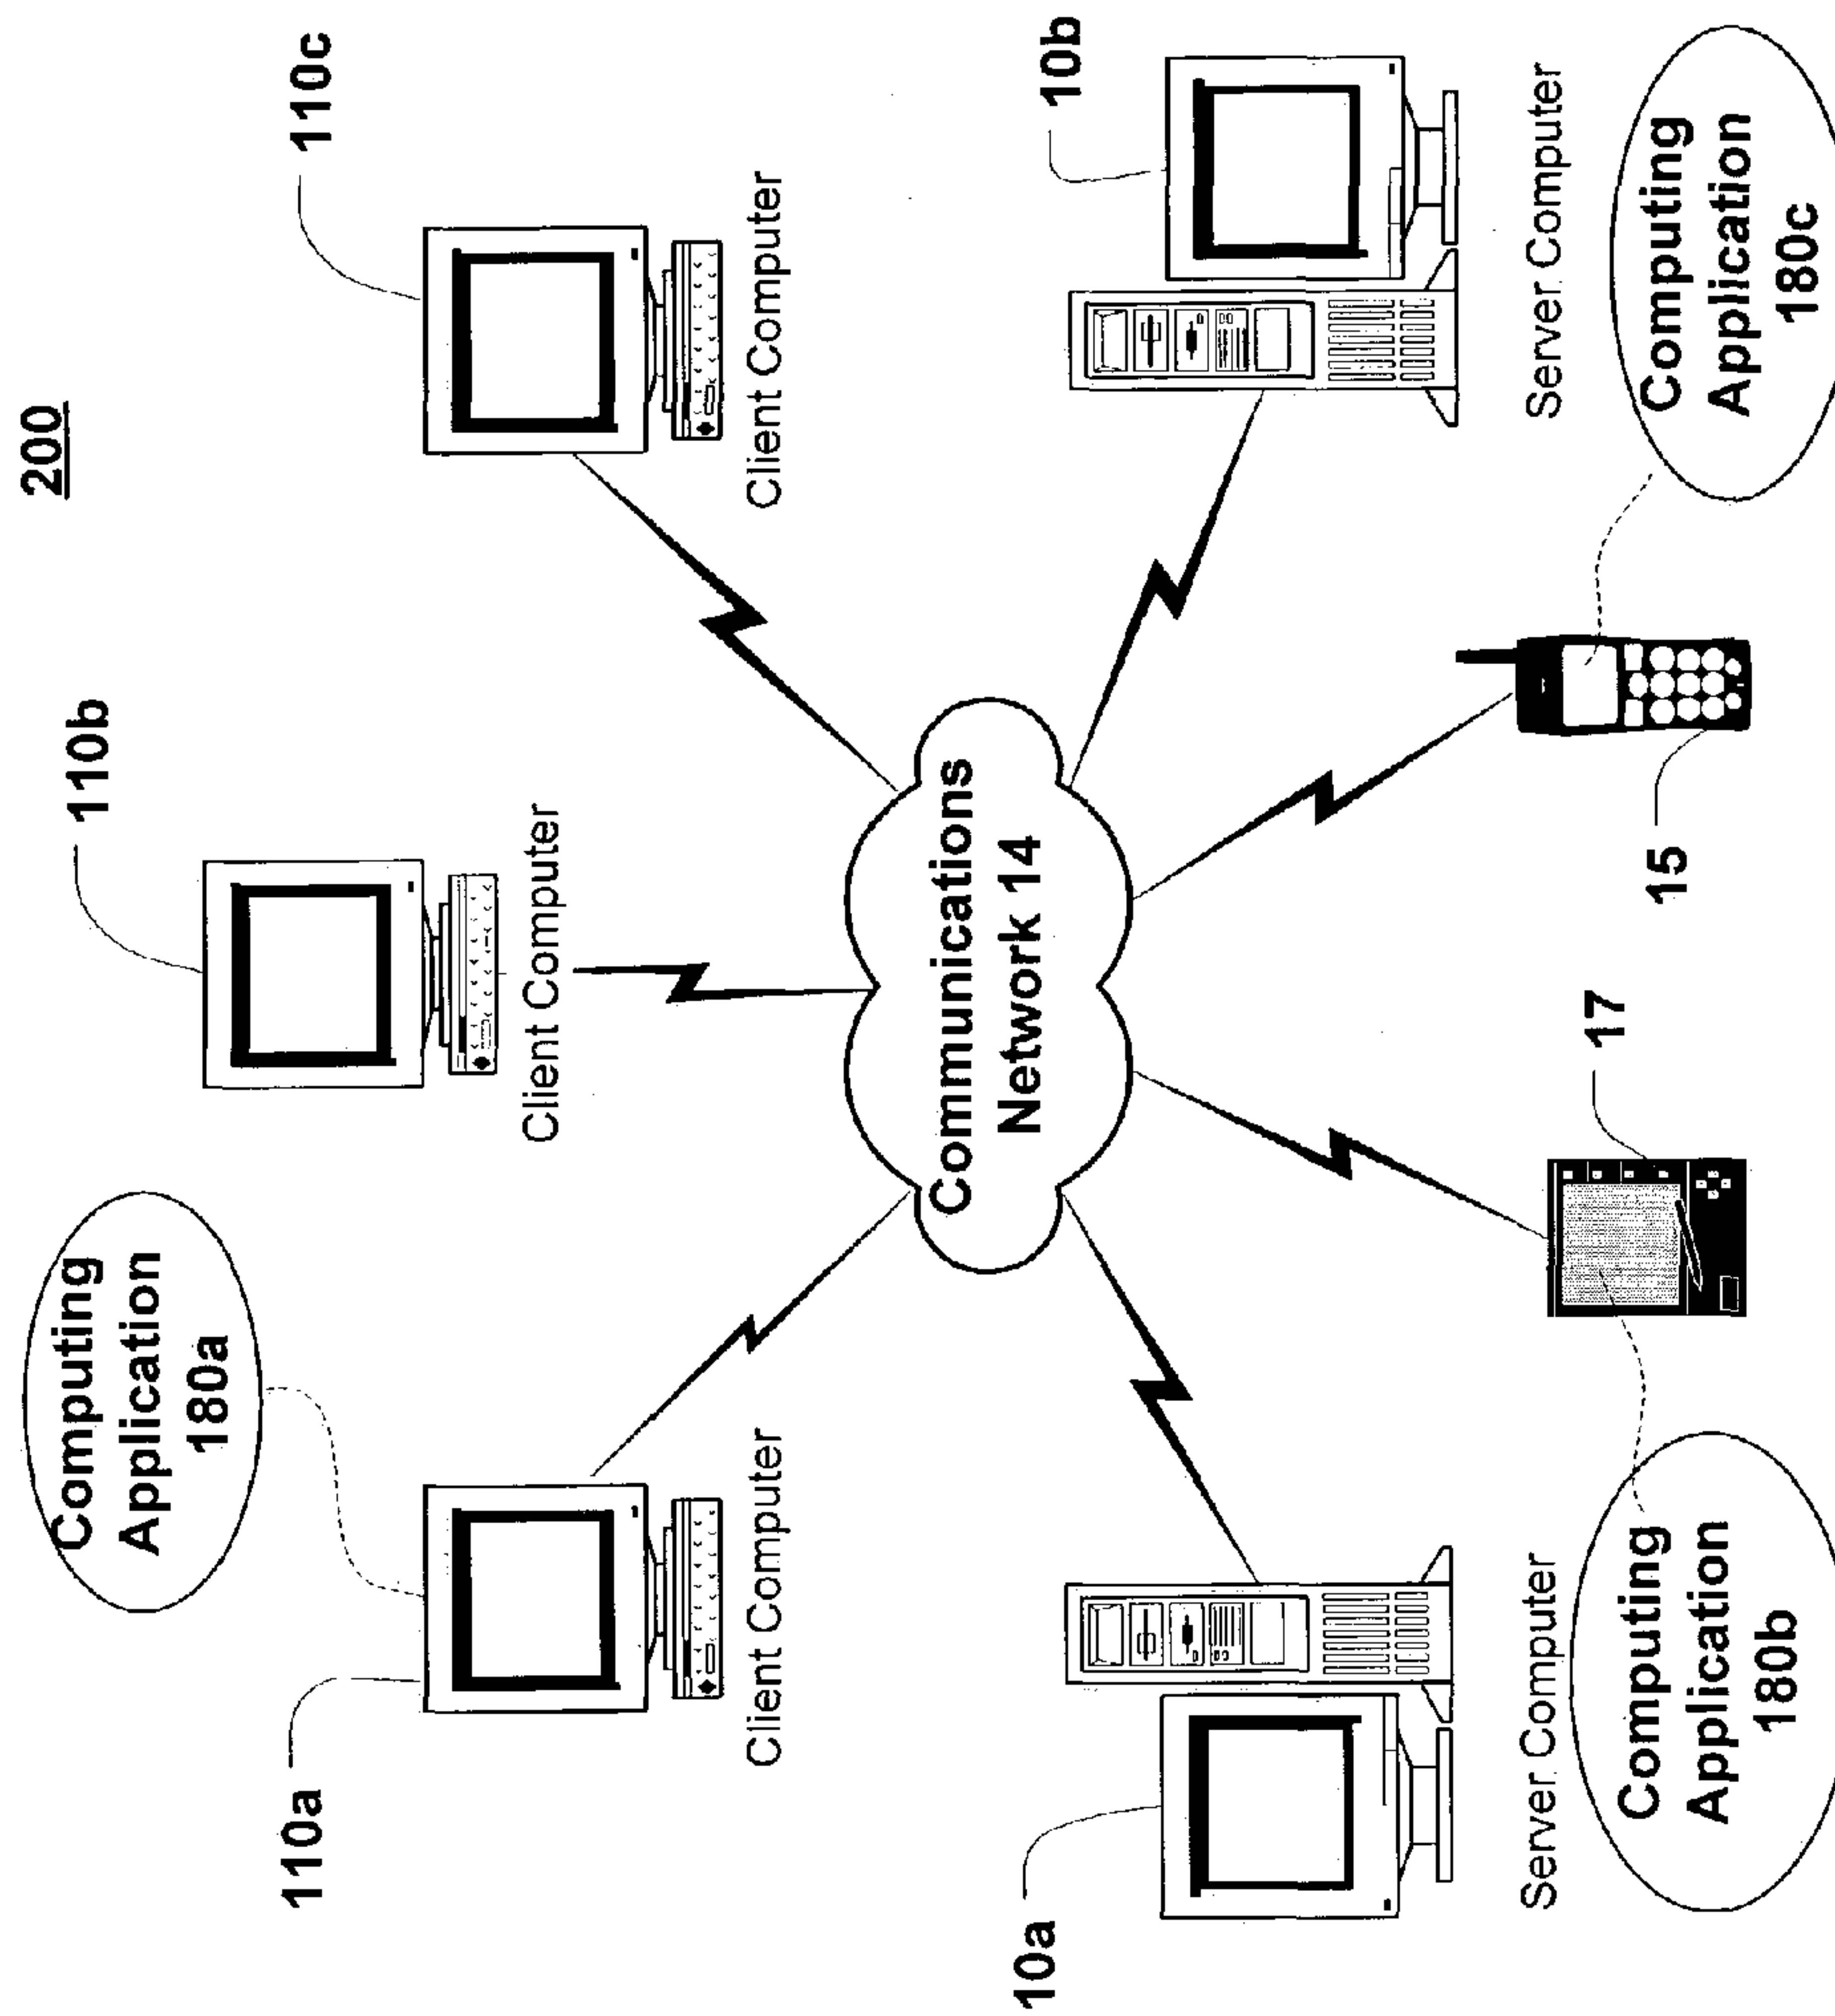 200
Computing
Application
180a
110b
110a
110c
Client Computer
Client Computer
Client Computer
Communications
Network 14
10a
10b
17
15
Server Computer
Server Computer
Computing
Application
180b
Computing
Application
180c